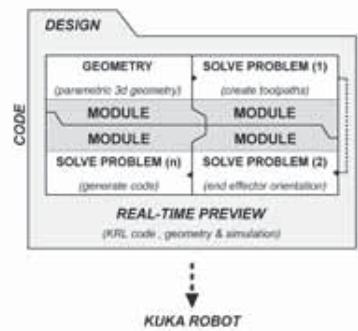 DESIGN
CODE
GEOMETRY
(parametric 3d geometry)
SOLVE PROBLEM (1)
(create toolpaths)
MODULE
MODULE
MODULE
MODULE
SOLVE PROBLEM (n)
(generate code)
SOLVE PROBLEM (2)
(end effector orientation)
REAL-TIME PREVIEW
(KRL code , geometry & simulation)
KUKA ROBOT